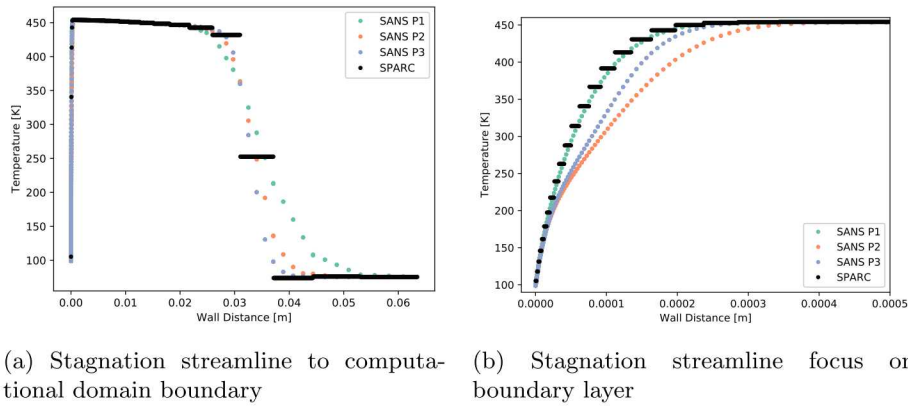 450
400
350
300
250
200
150
100
Temperature [K]
0.00 0.01 0.02 0.03 0.04 0.05 0.06
Wall Distance [m]
SANS P1
SANS P2
SANS P3
SPARC
450
400
350
300
250
200
150
100
Temperature [K]
0.0000 0.0001 0.0002 0.0003 0.0004 0.0005
Wall Distance [m]
SANS P1
SANS P2
SANS P3
SPARC
(a) Stagnation streamline to computa-
tional domain boundary
(b) Stagnation streamline focus on
boundary layer